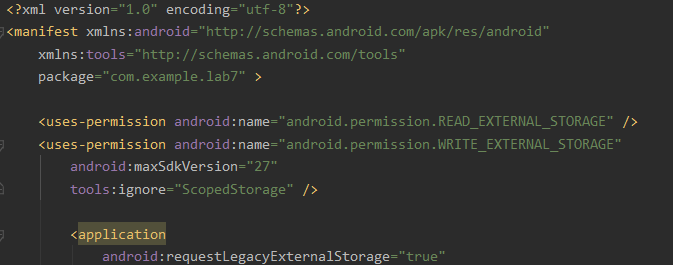 <?xml version="1.0" encoding="utf-8"?>
<manifest xmlns:android="http://schemas.android.com/apk/res/android"
xmlns:tools="http://schemas.android.com/tools"
package="com.example.lab7" >
<uses-permission android:name="android.permission.READ_EXTERNAL_STORAGE" />
<uses-permission android:name="android.permission.WRITE_EXTERNAL_STORAGE"
android:maxSdkVersion="27"
tools:ignore="ScopedStorage" />
<application
android:requestLegacyExternalStorage="true"